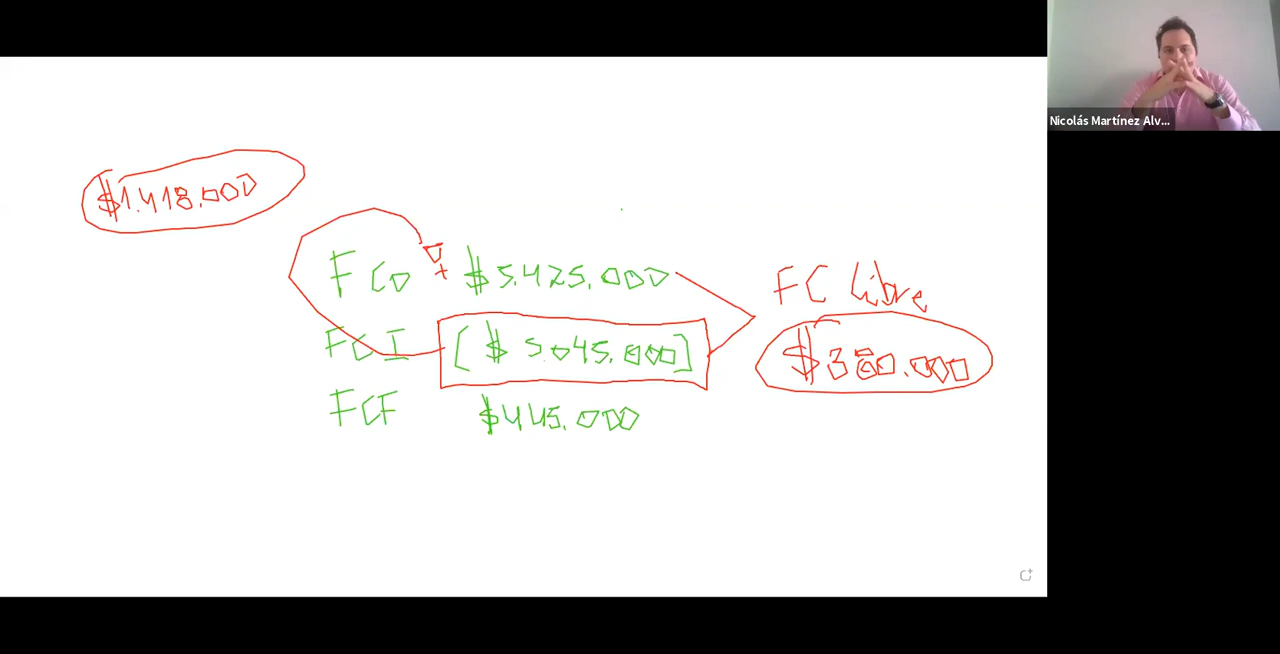 Nicolás Martínez Alv...
$1.418.000
FCO + $5.425.000
FC Libre
FCI [$ 5.045.000]
$380.000
FCF $445.000